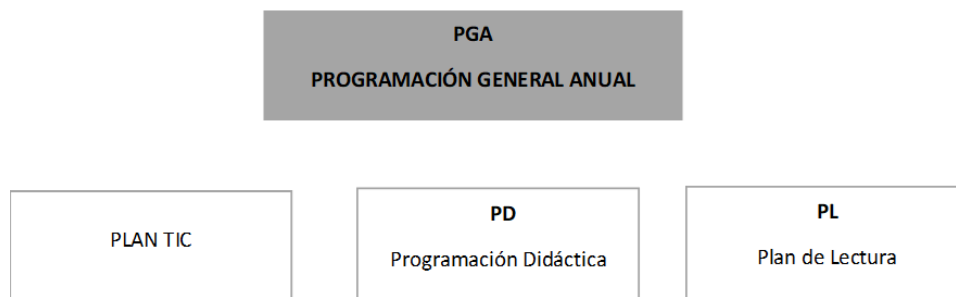 PGA
PROGRAMACIÓN GENERAL ANUAL
PLAN TIC
PD
Programación Didáctica
PL
Plan de Lectura